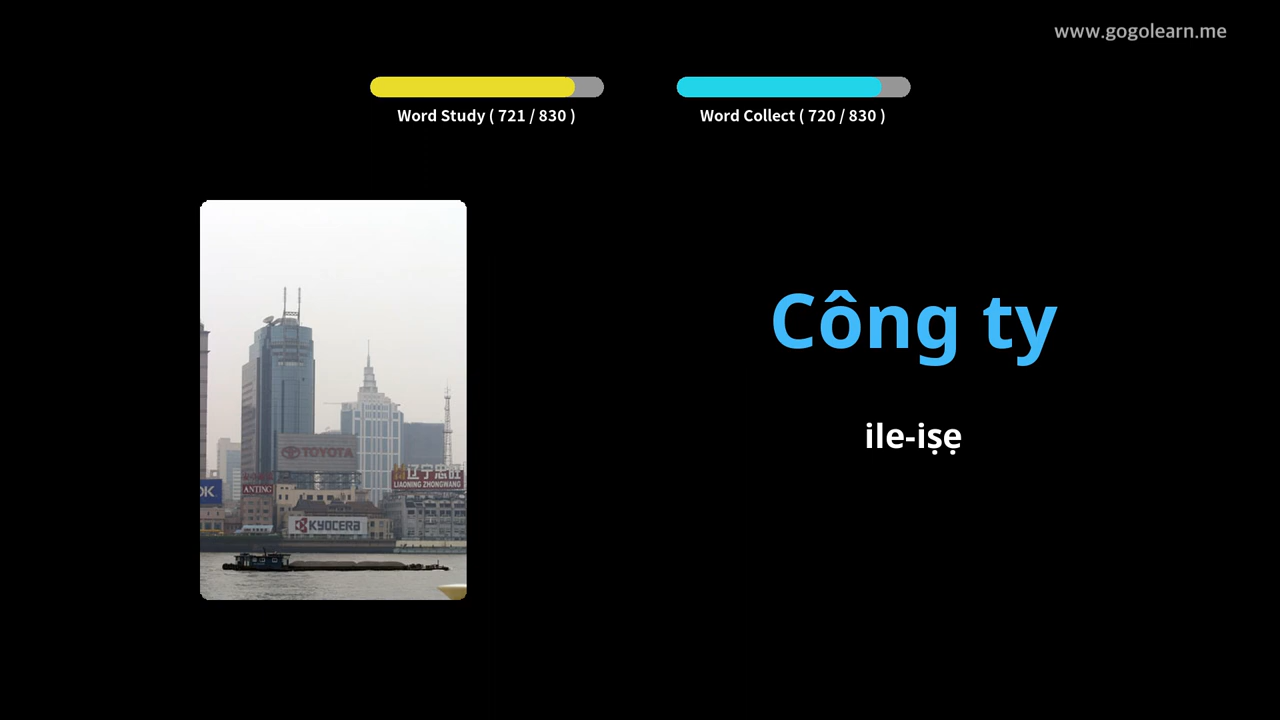 www.gogolearn.me
Word Study ( 721 / 830 )
Word Collect ( 720 / 830 )
Công ty
ile-iṣẹ
TOYOTA
辽宁忠旺
LIAONING ZHONGWANG
OK
ANTING
KYOCERA